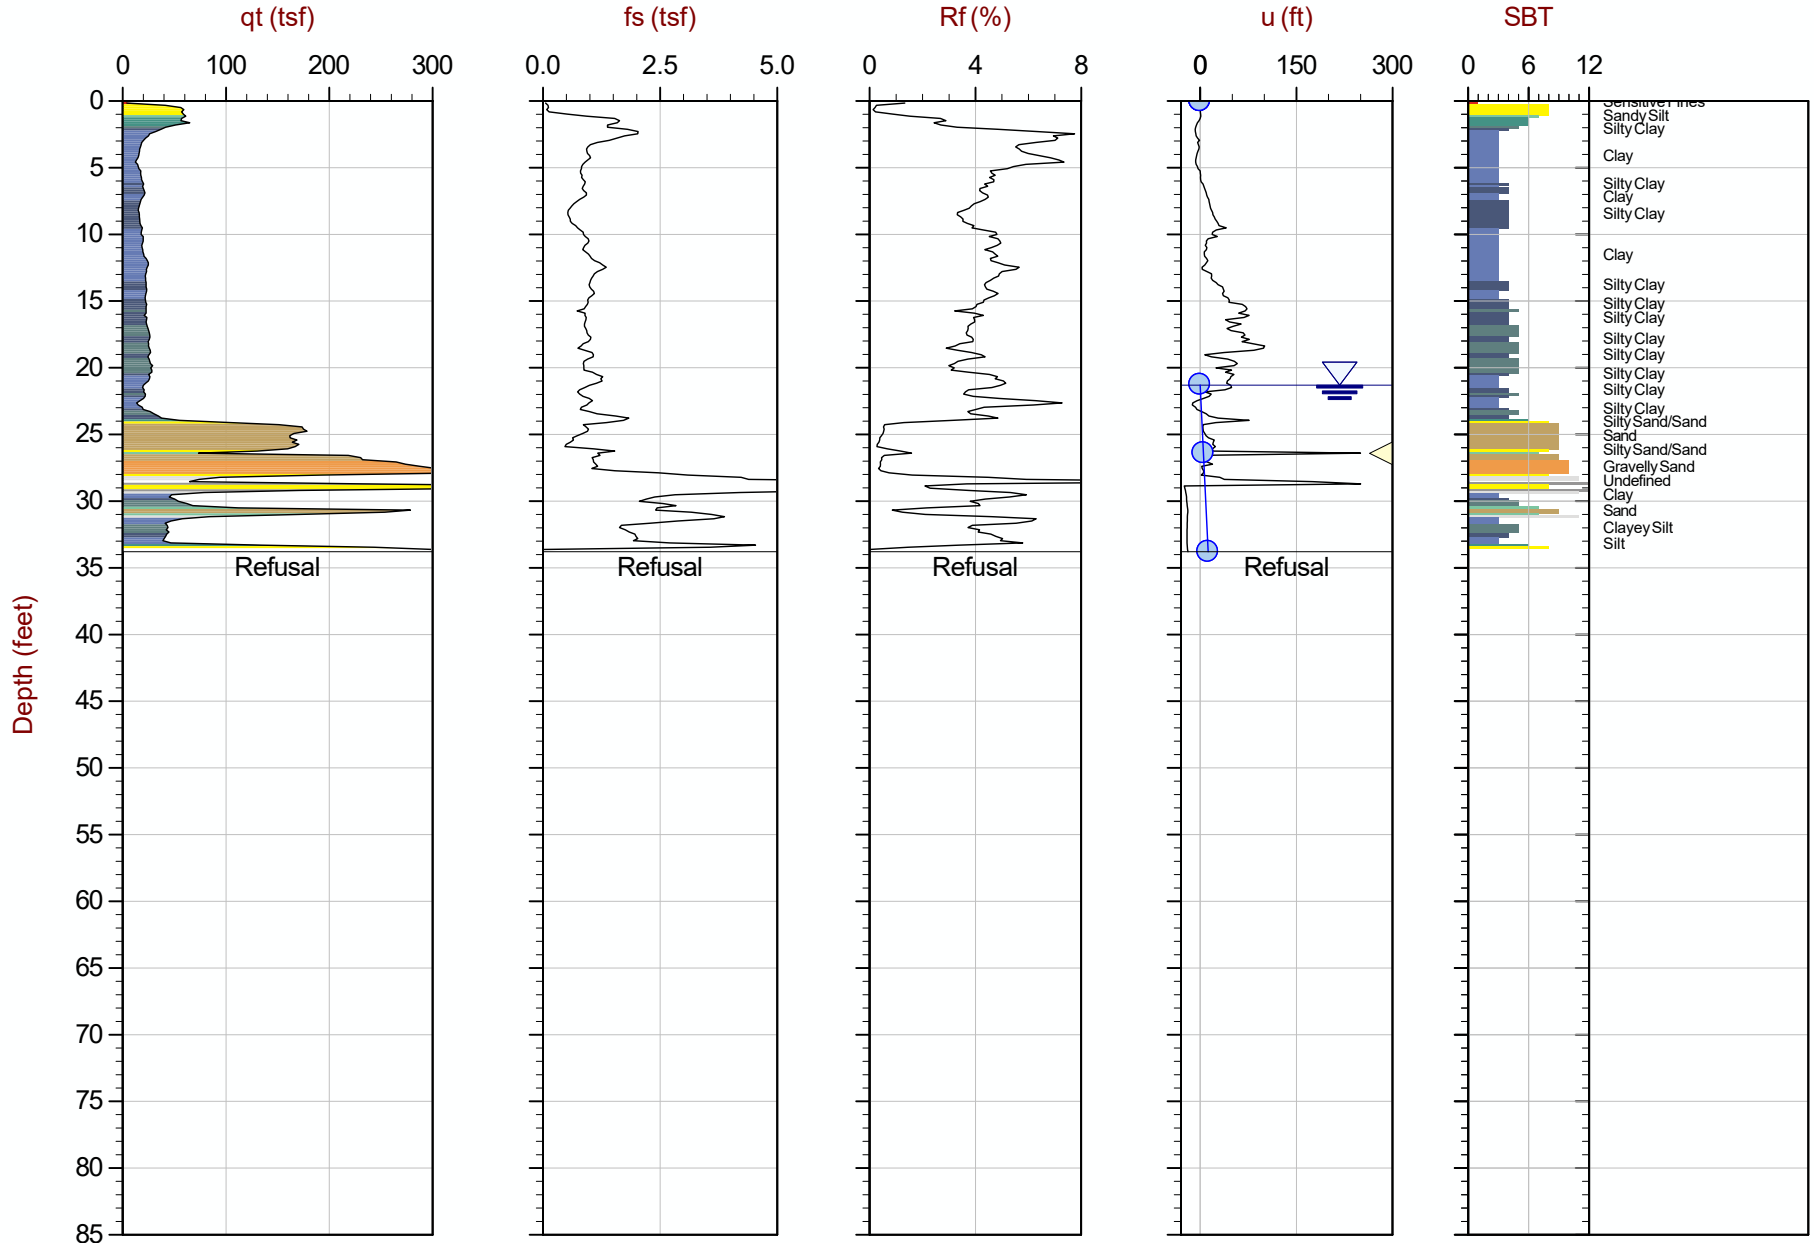 qt (tsf) fs (tsf) Rf (%) u (ft) SBT
0 100 200 300 0.0 2.5 5.0 0 4 8 0 150 300 0 6 12
0
5
10
15
20
25
30
35
40
45
50
55
60
65
70
75
80
85
Depth (feet)
Refusal Refusal Refusal Refusal
Sensitive Fines
Sandy Silt
Silty Clay
Clay
Silty Clay
Clay
Silty Clay
Clay
Silty Clay
Silty Clay
Silty Clay
Silty Clay
Silty Clay
Silty Clay
Silty Clay
Silty Clay
Silty Sand/Sand
Sand
Silty Sand/Sand
Gravelly Sand
Undefined
Clay
Sand
Clayey Silt
Silt